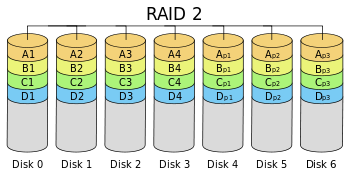 RAID 2
A1 A2 A3 A4 Ap1 Ap2 Ap3
B1 B2 B3 B4 Bp1 Bp2 Bp3
C1 C2 C3 C4 Cp1 Cp2 Cp3
D1 D2 D3 D4 Dp1 Dp2 Dp3
Disk 0 Disk 1 Disk 2 Disk 3 Disk 4 Disk 5 Disk 6